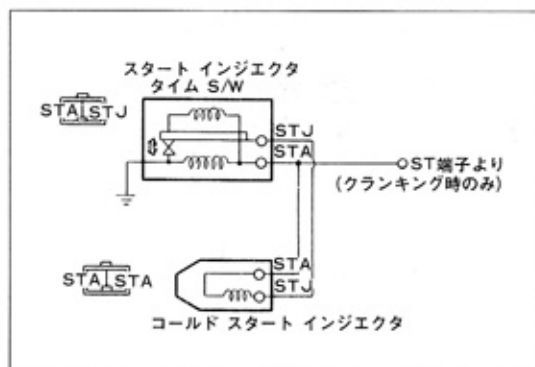 スタート インジェクタ
タイム S/W
STA STJ
STJ
STA
ST端子より
(クランキング時のみ)
STA STA
STA
STJ
コールド スタート インジェクタ